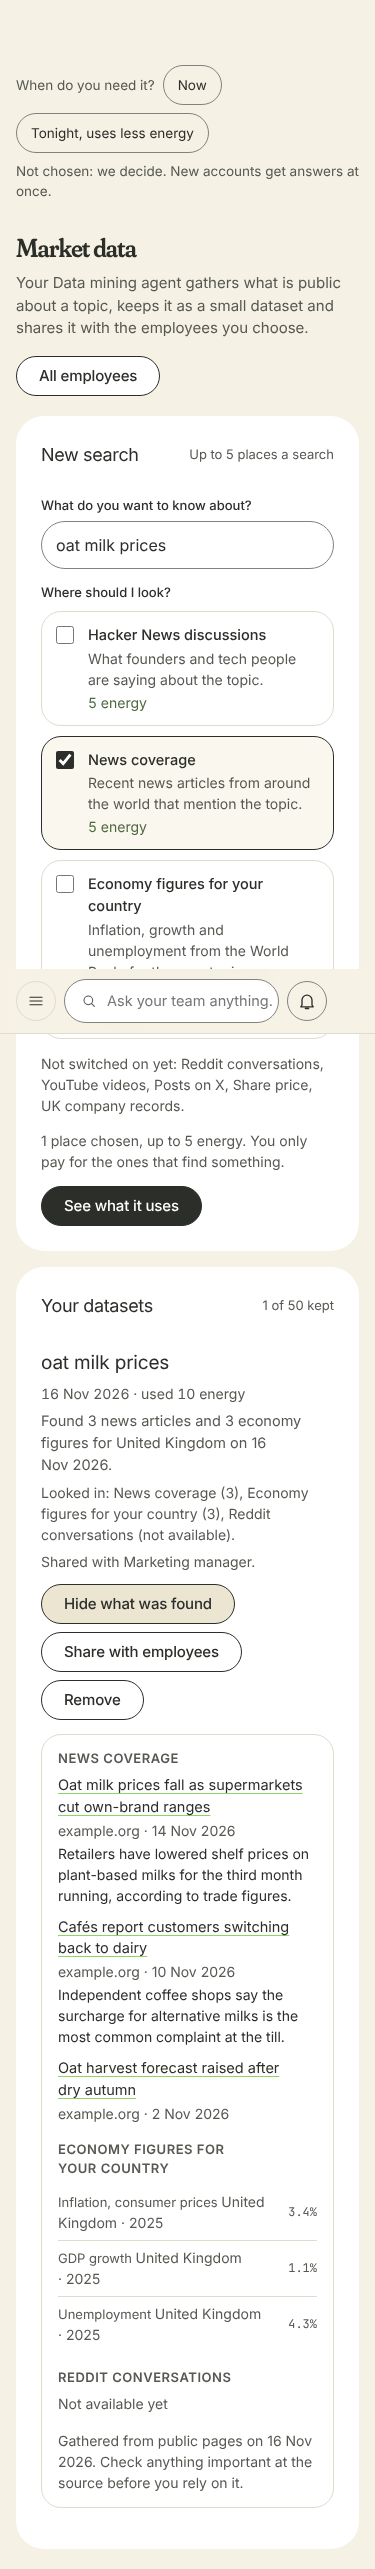 When do you need it? Now
Tonight, uses less energy
Not chosen: we decide. New accounts get answers at
once.
Market data
Your Data mining agent gathers what is public
about a topic, keeps it as a small dataset and
shares it with the employees you choose.
All employees
New search Up to 5 places a search
What do you want to know about?
oat milk prices
Where should I look?
Hacker News discussions
What founders and tech people
are saying about the topic.
5 energy
News coverage
Recent news articles from around
the world that mention the topic.
5 energy
Economy figures for your
country
Inflation, growth and
unemployment from the World
Ask your team anything.
Not switched on yet: Reddit conversations,
YouTube videos, Posts on X, Share price,
UK company records.
1 place chosen, up to 5 energy. You only
pay for the ones that find something.
See what it uses
Your datasets 1 of 50 kept
oat milk prices
16 Nov 2026 · used 10 energy
Found 3 news articles and 3 economy
figures for United Kingdom on 16
Nov 2026.
Looked in: News coverage (3), Economy
figures for your country (3), Reddit
conversations (not available).
Shared with Marketing manager.
Hide what was found
Share with employees
Remove
NEWS COVERAGE
Oat milk prices fall as supermarkets
cut own-brand ranges
example.org · 14 Nov 2026
Retailers have lowered shelf prices on
plant-based milks for the third month
running, according to trade figures.
Cafés report customers switching
back to dairy
example.org · 10 Nov 2026
Independent coffee shops say the
surcharge for alternative milks is the
most common complaint at the till.
Oat harvest forecast raised after
dry autumn
example.org · 2 Nov 2026
ECONOMY FIGURES FOR
YOUR COUNTRY
Inflation, consumer prices United
Kingdom · 2025 3.4%
GDP growth United Kingdom
· 2025 1.1%
Unemployment United Kingdom
· 2025 4.3%
REDDIT CONVERSATIONS
Not available yet
Gathered from public pages on 16 Nov
2026. Check anything important at the
source before you rely on it.